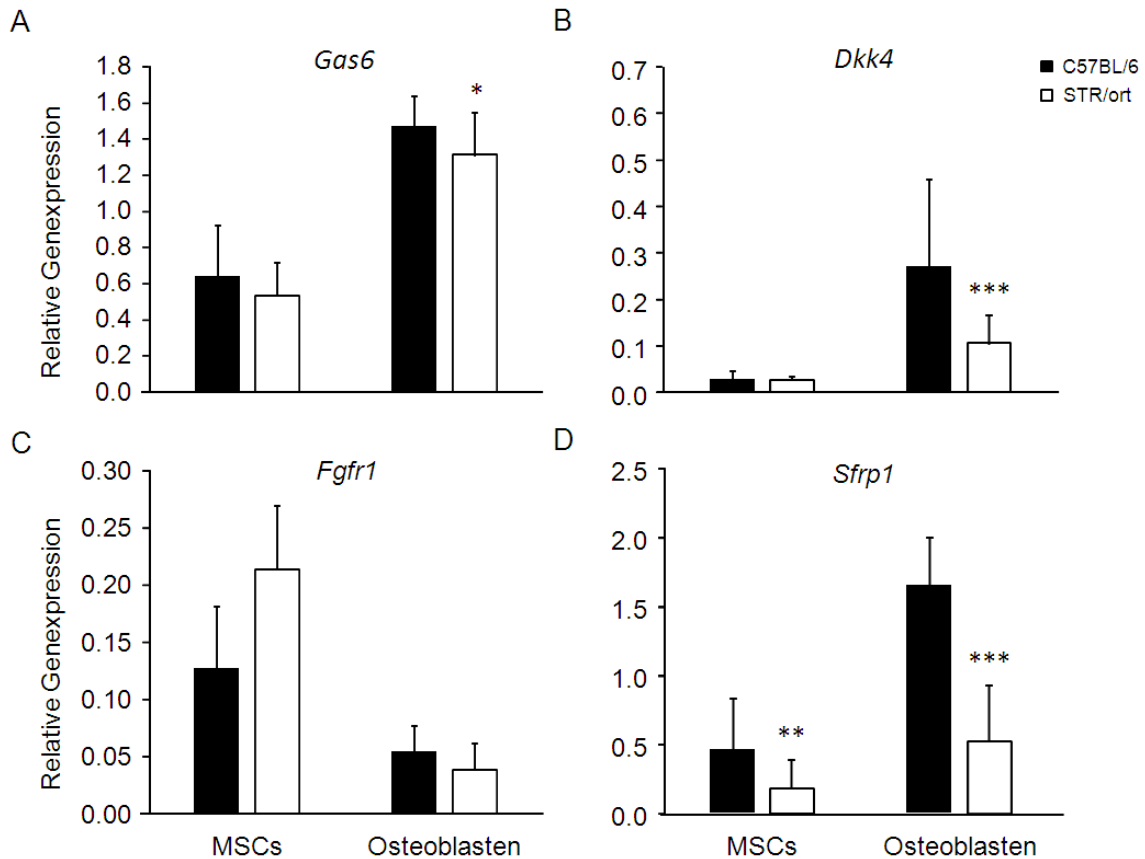 A
Gas6
Relative Genexpression
1.8
1.6
1.4
1.2
1.0
0.8
0.6
0.4
0.2
0.0
*
B
Dkk4
0.7
0.6
0.5
0.4
0.3
0.2
0.1
0.0
***
C57BL/6
STR/ort
C
Fgfr1
Relative Genexpression
0.30
0.25
0.20
0.15
0.10
0.05
0.00
MSCs
Osteoblasten
D
Sfrp1
2.5
2.0
1.5
1.0
0.5
0.0
**
***
MSCs
Osteoblasten